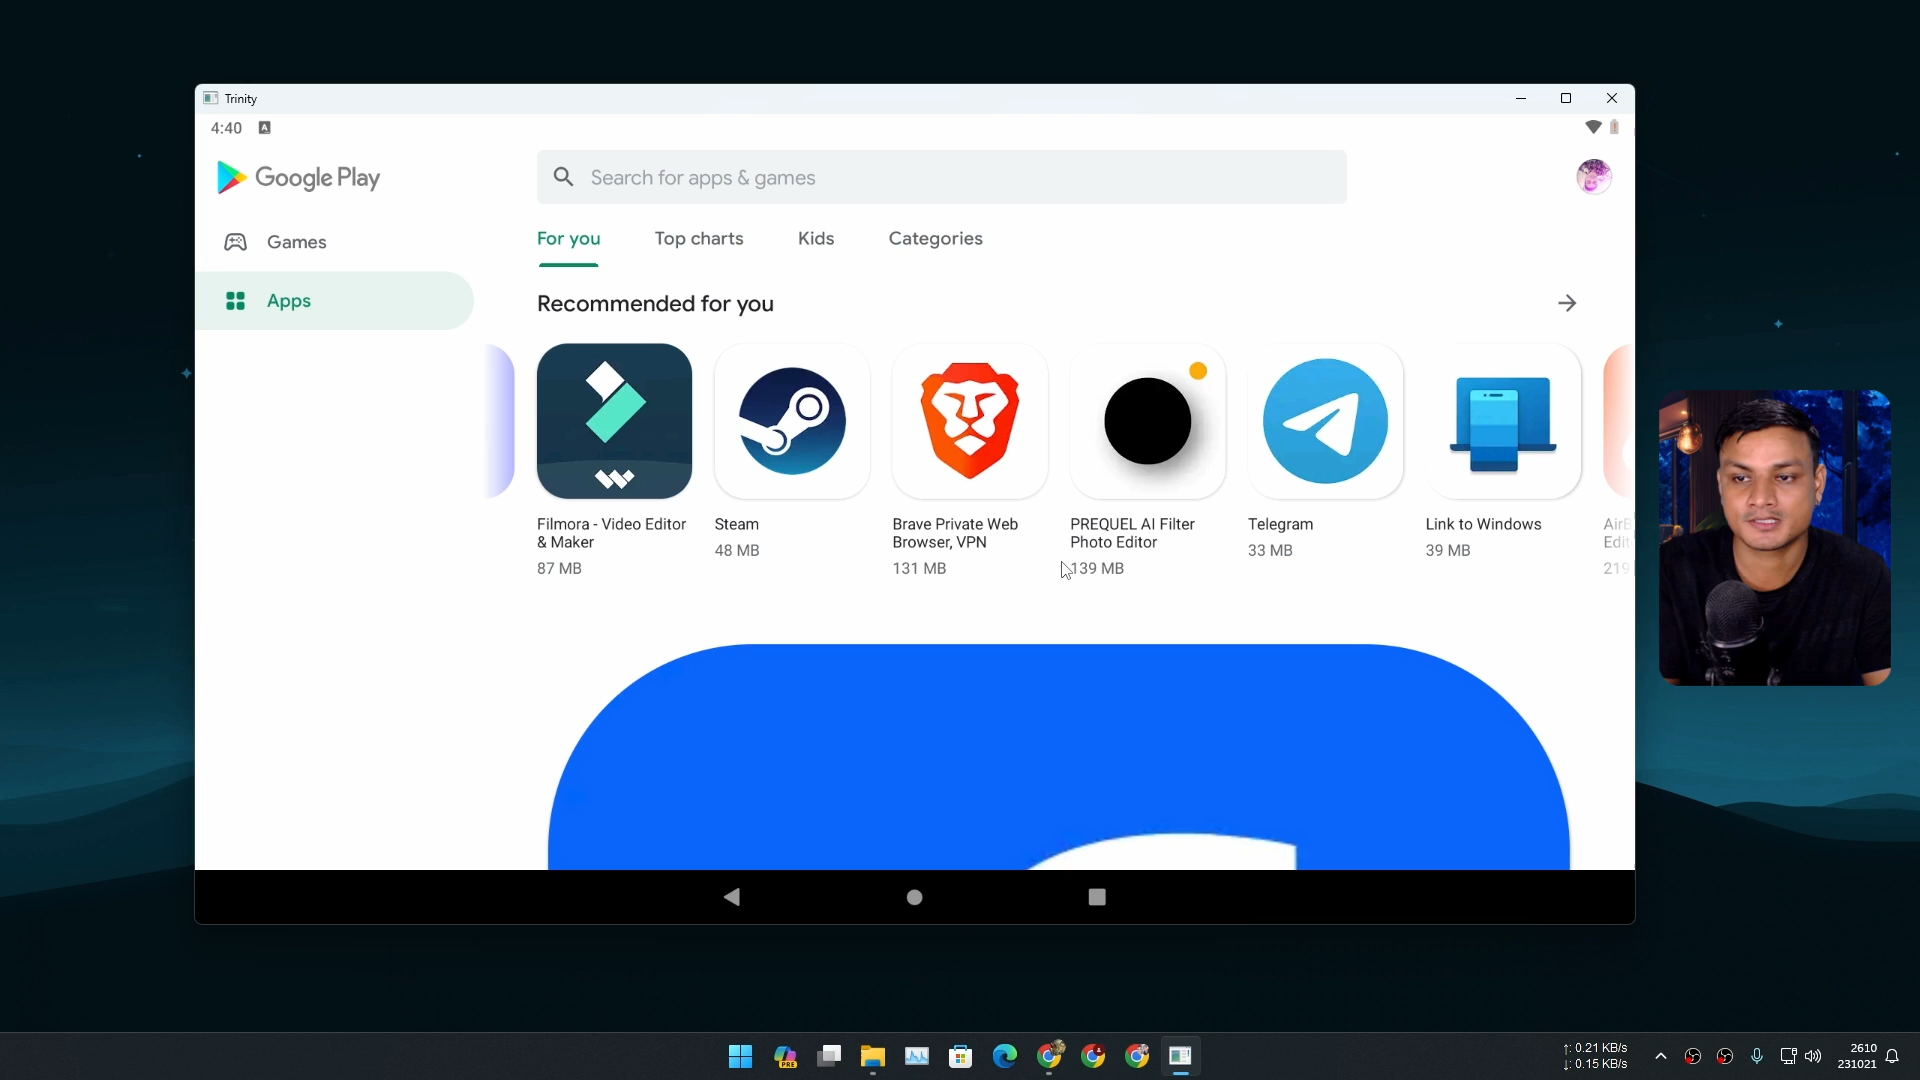 Trinity
4:40
A
Google Play
Search for apps & games
Games
Apps
For you
Top charts
Kids
Categories
Recommended for you
Filmora - Video Editor
& Maker
87 MB
Steam
48 MB
Brave Private Web
Browser, VPN
131 MB
PREQUEL AI Filter
Photo Editor
139 MB
Telegram
33 MB
Link to Windows
39 MB
219
PRE
↑: 0.21 KB/s
↓: 0.15 KB/s
2610
231021